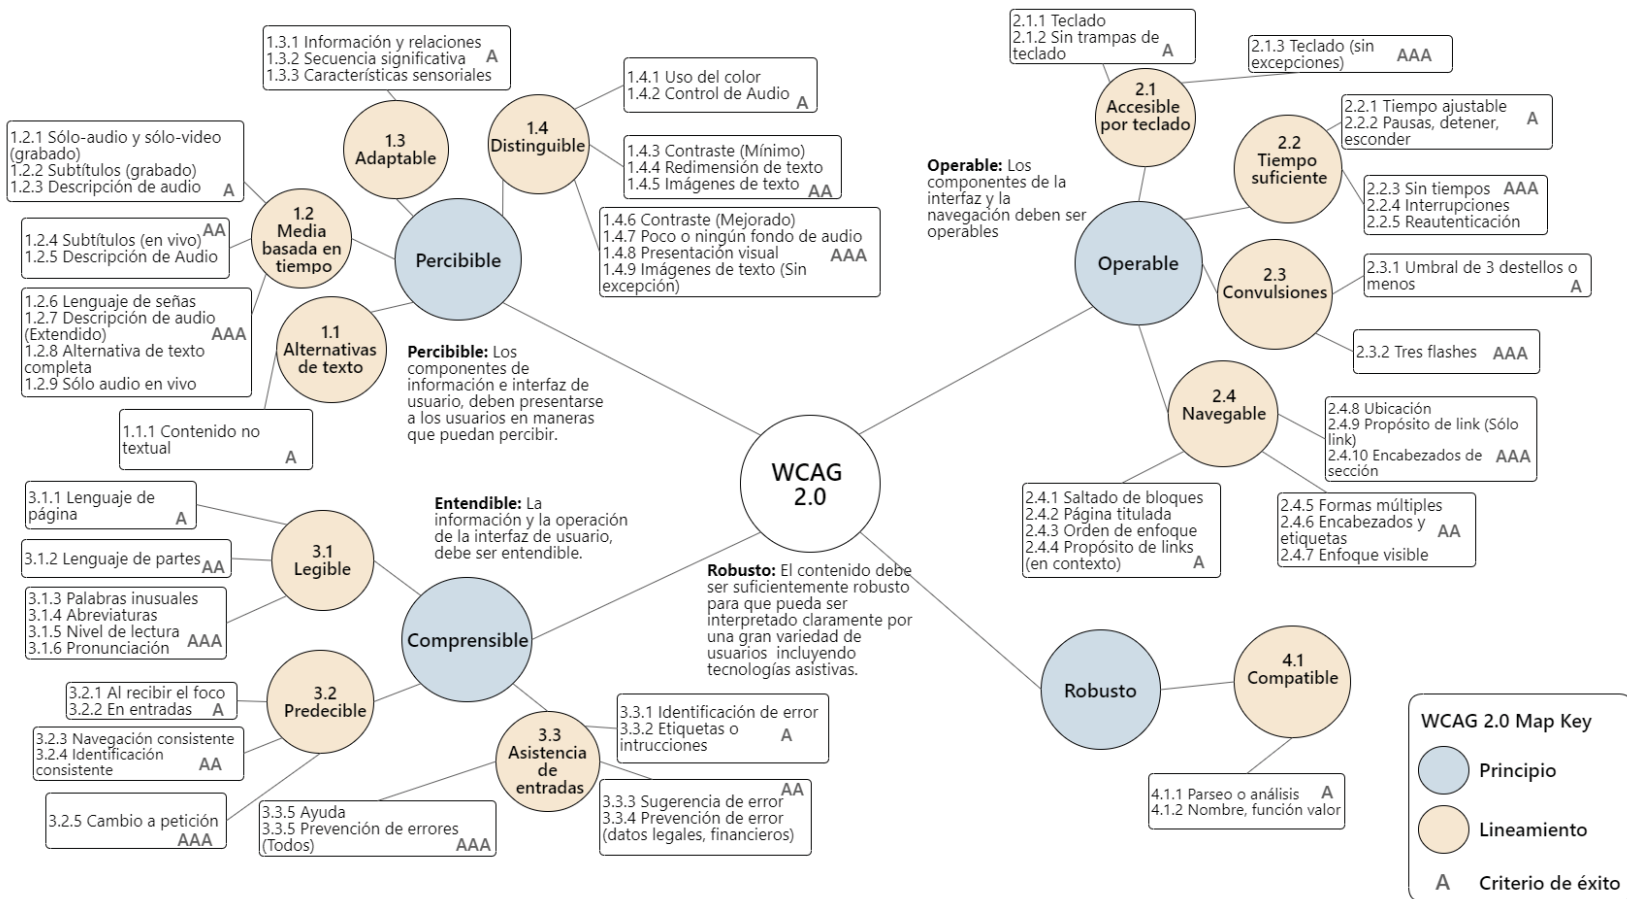 1.3.1 Información y relaciones
1.3.2 Secuencia significativa
A
1.3.3 Características sensoriales
1.3
Adaptable
1.4.1 Uso del color
1.4.2 Control de Audio
A
1.4
Distinguible
1.4.3 Contraste (Mínimo)
1.4.4 Redimensión de texto
1.4.5 Imágenes de texto
AA
1.4.6 Contraste (Mejorado)
1.4.7 Poco o ningún fondo de audio
1.4.8 Presentación visual
AAA
1.4.9 Imágenes de texto (Sin
excepción)
1.2.1 Sólo-audio y sólo-video
(grabado)
1.2.2 Subtítulos (grabado)
1.2.3 Descripción de audio
A
1.2
Media
basada en
tiempo
AA
1.2.4 Subtítulos (en vivo)
1.2.5 Descripción de Audio
1.2.6 Lenguaje de señas
1.2.7 Descripción de audio
(Extendido)
AAA
1.2.8 Alternativa de texto
completa
1.2.9 Sólo audio en vivo
1.1
Alternativas
de texto
1.1.1 Contenido no
textual
A
Percibible
Percibible: Los
componentes de
información e interfaz de
usuario, deben presentarse
a los usuarios en maneras
que puedan percibir.
2.1.1 Teclado
2.1.2 Sin trampas de
teclado
A
2.1.3 Teclado (sin
excepciones)
AAA
2.1
Accesible
por teclado
2.2.1 Tiempo ajustable
2.2.2 Pausas, detener,
esconder
A
2.2
Tiempo
suficiente
2.2.3 Sin tiempos
AAA
2.2.4 Interrupciones
2.2.5 Reautenticación
Operable: Los
componentes de la
interfaz y la
navegación deben ser
operables
Operable
2.3
Convulsiones
2.3.1 Umbral de 3 destellos o
menos
A
2.3.2 Tres flashes
AAA
2.4
Navegable
2.4.8 Ubicación
2.4.9 Propósito de link (Sólo
link)
2.4.10 Encabezados de
sección
AAA
2.4.1 Saltado de bloques
2.4.2 Página titulada
2.4.3 Orden de enfoque
2.4.4 Propósito de links
(en contexto)
A
2.4.5 Formas múltiples
2.4.6 Encabezados y
etiquetas
AA
2.4.7 Enfoque visible
WCAG
2.0
3.1.1 Lenguaje de
página
A
3.1.2 Lenguaje de partes
AA
3.1
Legible
3.1.3 Palabras inusuales
3.1.4 Abreviaturas
3.1.5 Nivel de lectura
3.1.6 Pronunciación
AAA
Entendible: La
información y la operación
de la interfaz de usuario,
debe ser entendible.
Comprensible
3.2.1 Al recibir el foco
3.2.2 En entradas
A
3.2
Predecible
3.2.3 Navegación consistente
3.2.4 Identificación
consistente
AA
3.2.5 Cambio a petición
AAA
3.3
Asistencia
de
entradas
3.3.1 Identificación de error
3.3.2 Etiquetas o
intrucciones
A
AA
3.3.3 Sugerencia de error
3.3.4 Prevención de error
(datos legales, financieros)
3.3.5 Ayuda
3.3.5 Prevención de errores
(Todos)
AAA
Robusto: El contenido debe
ser suficientemente robusto
para que pueda ser
interpretado claramente por
una gran variedad de
usuarios incluyendo
tecnologías asistivas.
Robusto
4.1
Compatible
4.1.1 Parseo o análisis
A
4.1.2 Nombre, función valor
WCAG 2.0 Map Key
Principio
Lineamiento
A
Criterio de éxito